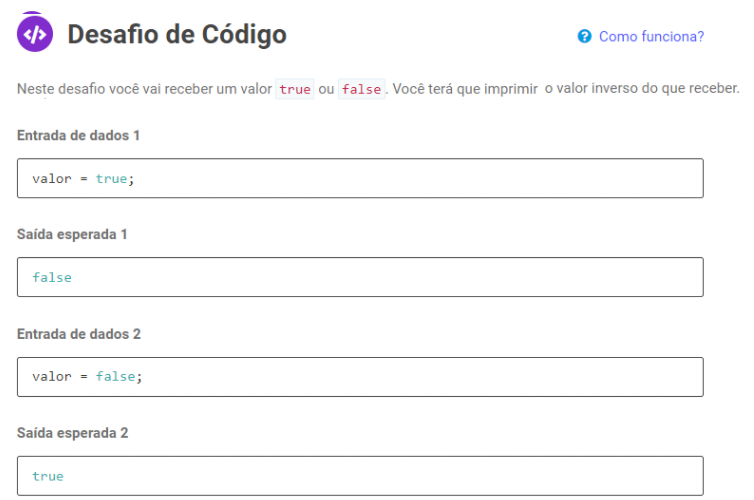 </> Desafio de Código
Como funciona?
Neste desafio você vai receber um valor true ou false. Você terá que imprimir o valor inverso do que receber.
Entrada de dados 1
valor = true;
Saída esperada 1
false
Entrada de dados 2
valor = false;
Saída esperada 2
true